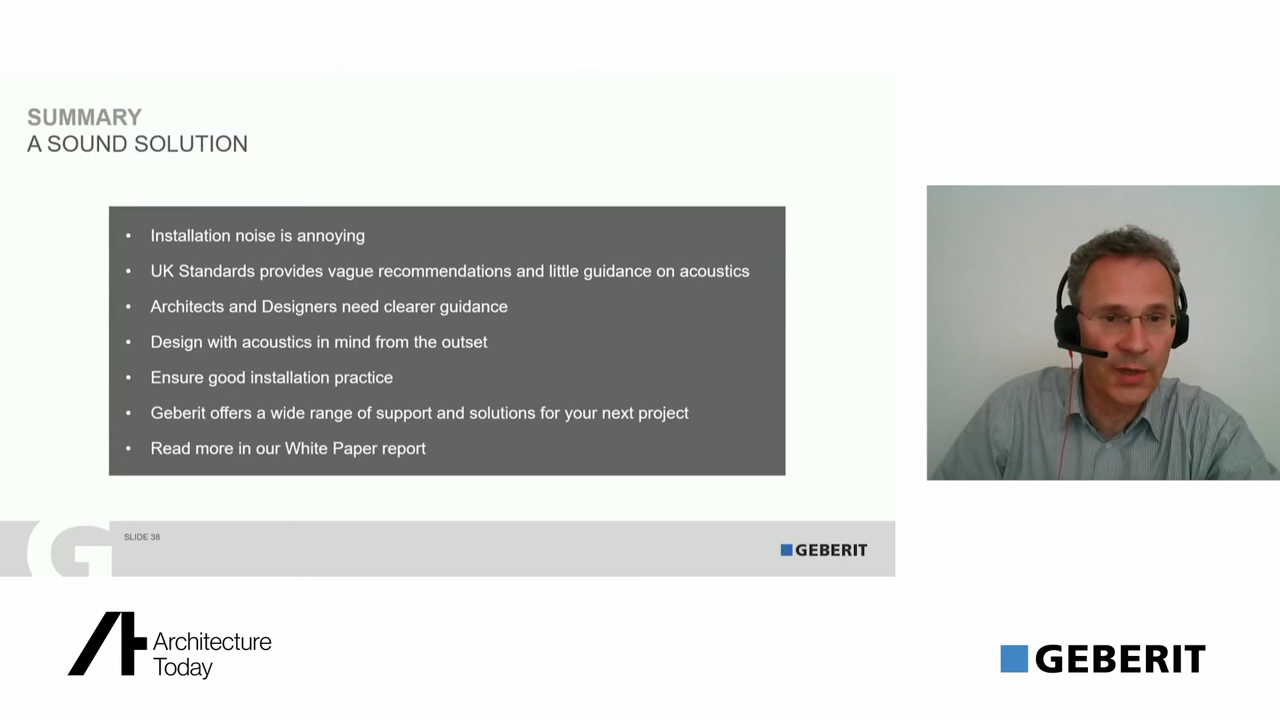 SUMMARY
A SOUND SOLUTION
• Installation noise is annoying
• UK Standards provides vague recommendations and little guidance on acoustics
• Architects and Designers need clearer guidance
• Design with acoustics in mind from the outset
• Ensure good installation practice
• Geberit offers a wide range of support and solutions for your next project
• Read more in our White Paper report
G
SLIDE 38
GEBERIT
Architecture
Today
GEBERIT